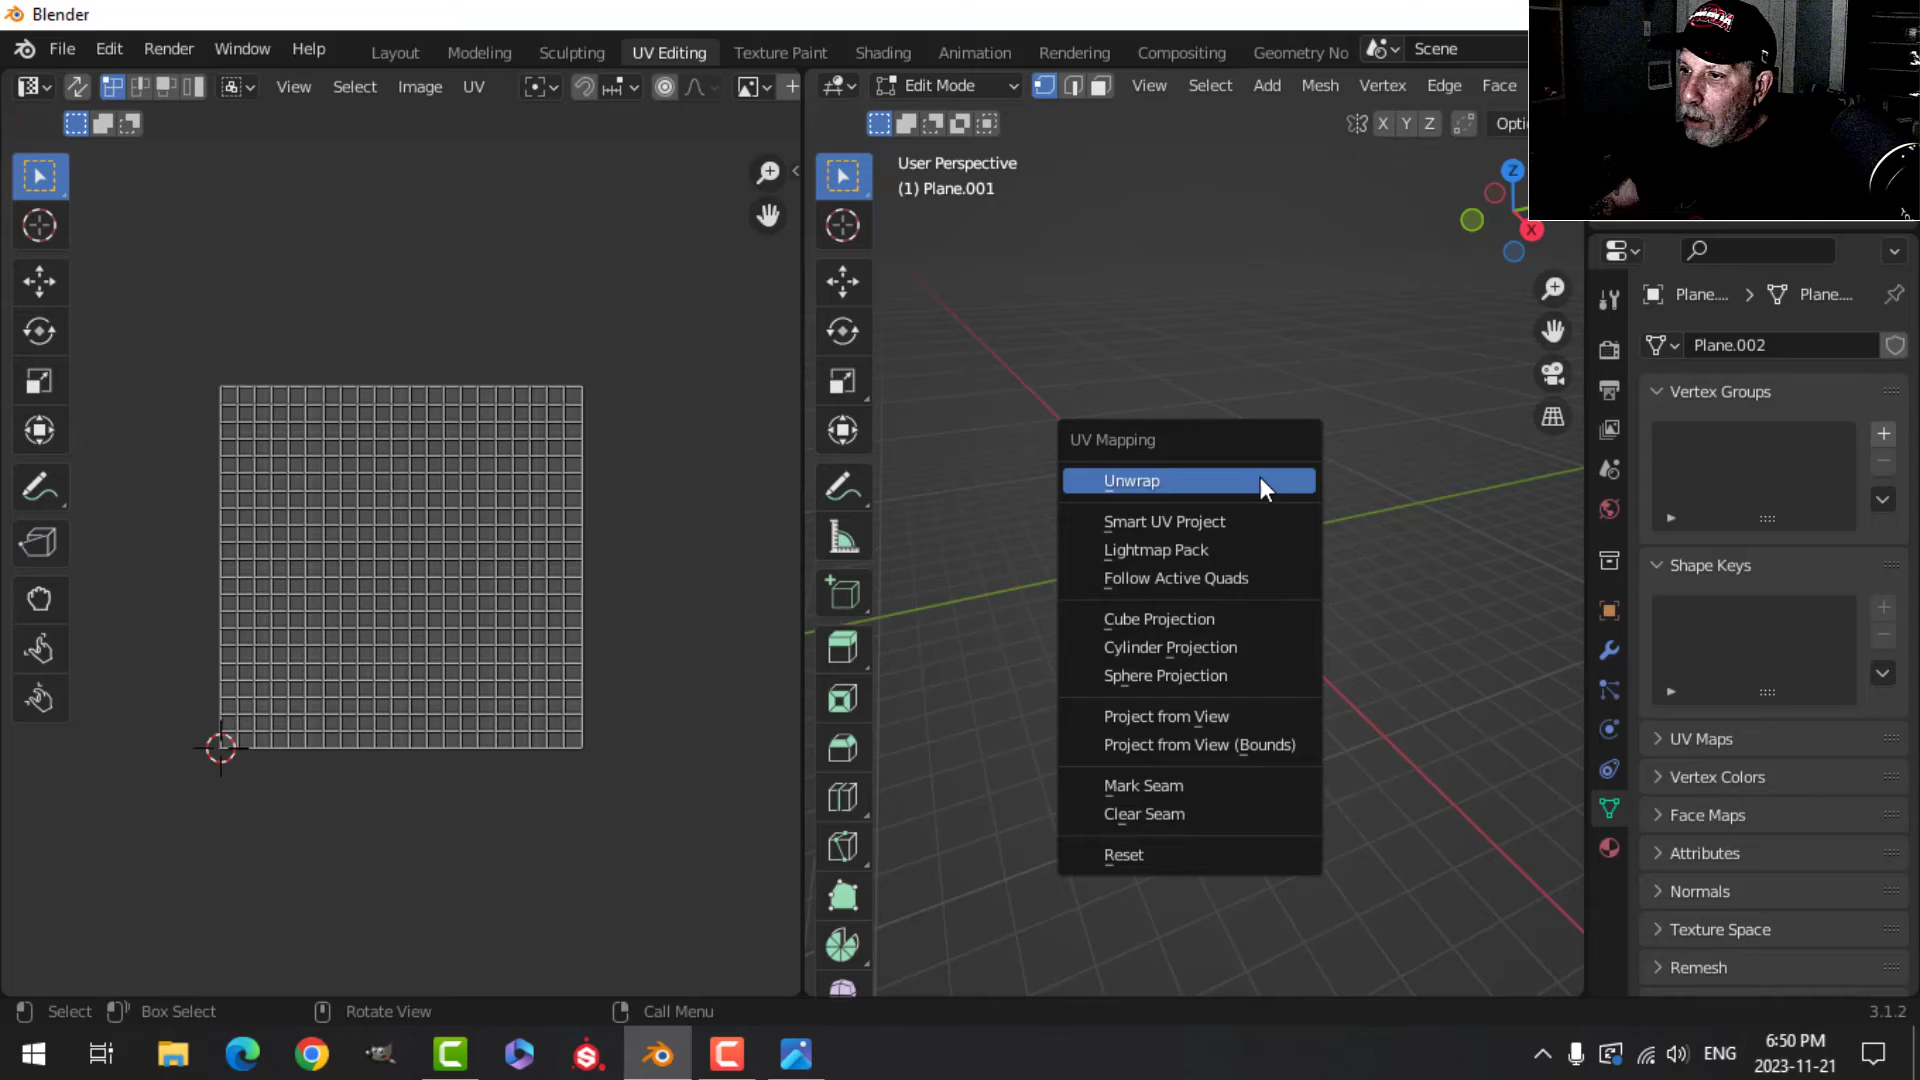 Blender
File Edit Render Window Help Layout Modeling Sculpting UV Editing Texture Paint Shading Animation Rendering Compositing Geometry No Scene
View Select Image UV
Edit Mode View Select Add Mesh Vertex Edge Face
X Y Z Opti
User Perspective
(1) Plane.001
Z
X
Plane.... Plane....
Plane.002
Vertex Groups
Shape Keys
UV Maps
Vertex Colors
Face Maps
Attributes
Normals
Texture Space
Remesh
UV Mapping
Unwrap
Smart UV Project
Lightmap Pack
Follow Active Quads
Cube Projection
Cylinder Projection
Sphere Projection
Project from View
Project from View (Bounds)
Mark Seam
Clear Seam
Reset
Select Box Select Rotate View Call Menu 3.1.2
ENG
6:50 PM
2023-11-21